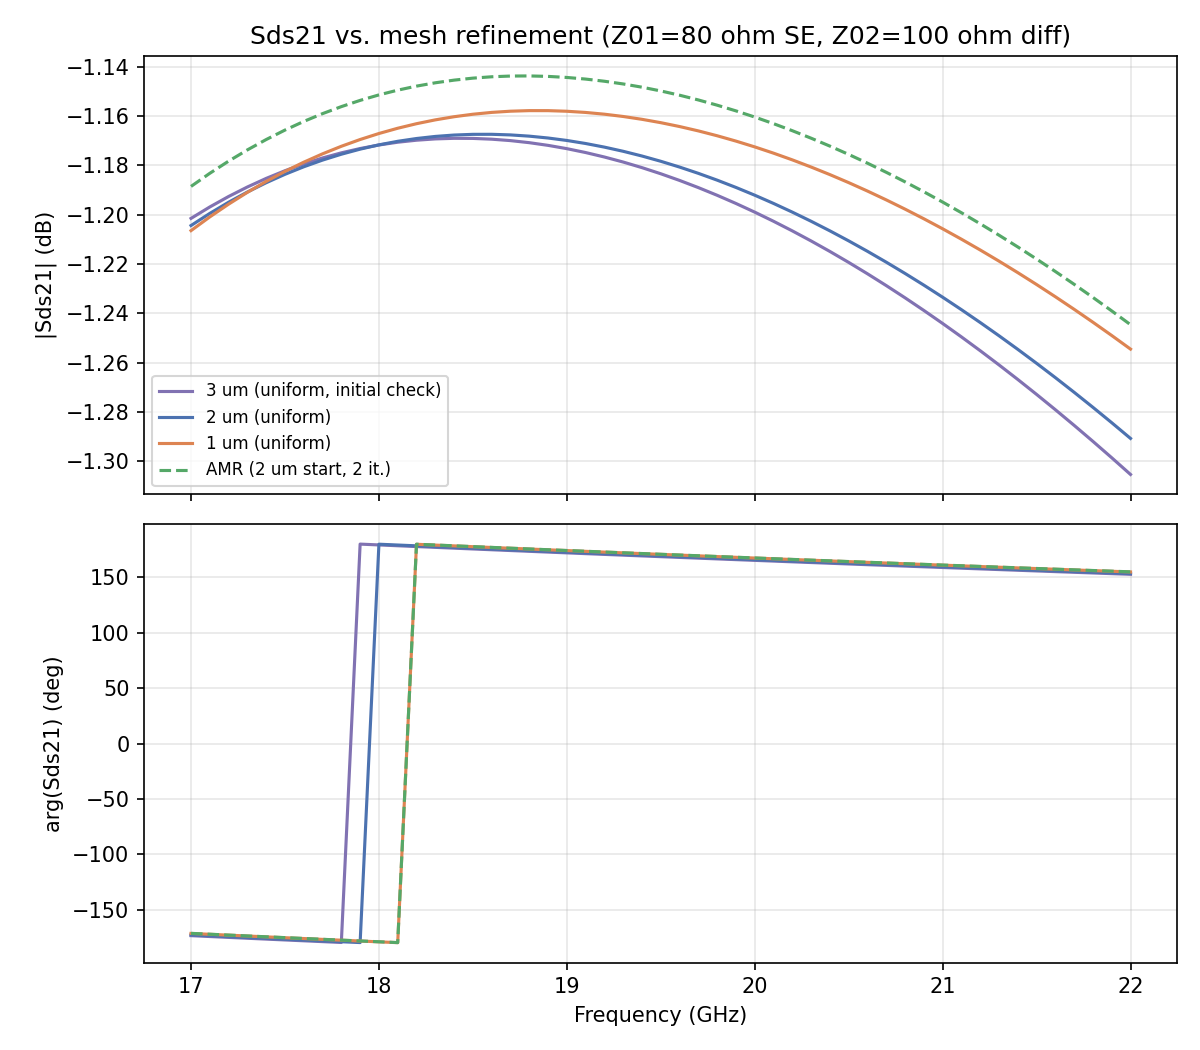 Sds21 vs. mesh refinement (Z01=80 ohm SE, Z02=100 ohm diff)
|Sds21| (dB)
−1.14
−1.16
−1.18
−1.20
−1.22
−1.24
−1.26
−1.28
−1.30
3 um (uniform, initial check)
2 um (uniform)
1 um (uniform)
AMR (2 um start, 2 it.)
arg(Sds21) (deg)
150
100
50
0
−50
−100
−150
17 18 19 20 21 22
Frequency (GHz)